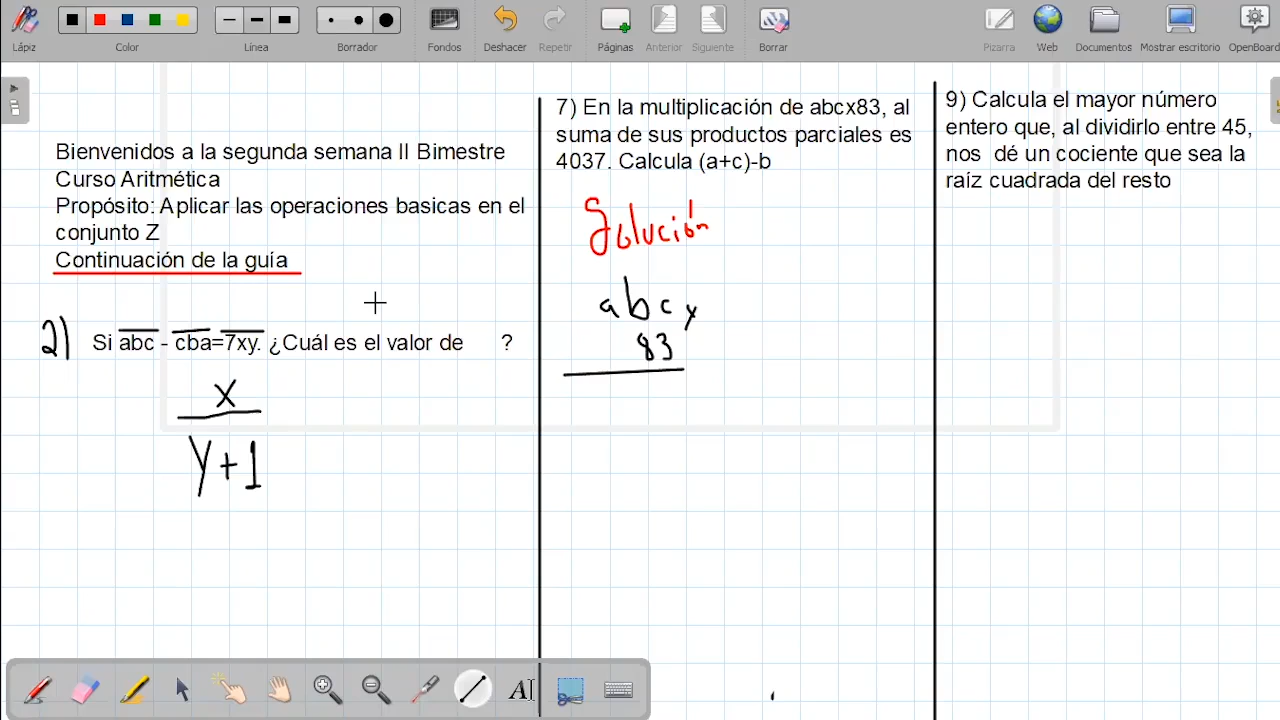 Lápiz
Color
Línea
Borrador
Fondos
Deshacer
Repetir
Páginas
Anterior
Siguiente
Borrar
Pizarra
Web
Documentos
Mostrar escritorio
OpenBoard
Bienvenidos a la segunda semana II Bimestre
Curso Aritmética
Propósito: Aplicar las operaciones basicas en el
conjunto Z
Continuación de la guía
2) Si abc - cba=7xy. ¿Cuál es el valor de ?
x
y+1
7) En la multiplicación de abcx83, al
suma de sus productos parciales es
4037. Calcula (a+c)-b
Solución
abc x
83
9) Calcula el mayor número
entero que, al dividirlo entre 45,
nos dé un cociente que sea la
raíz cuadrada del resto